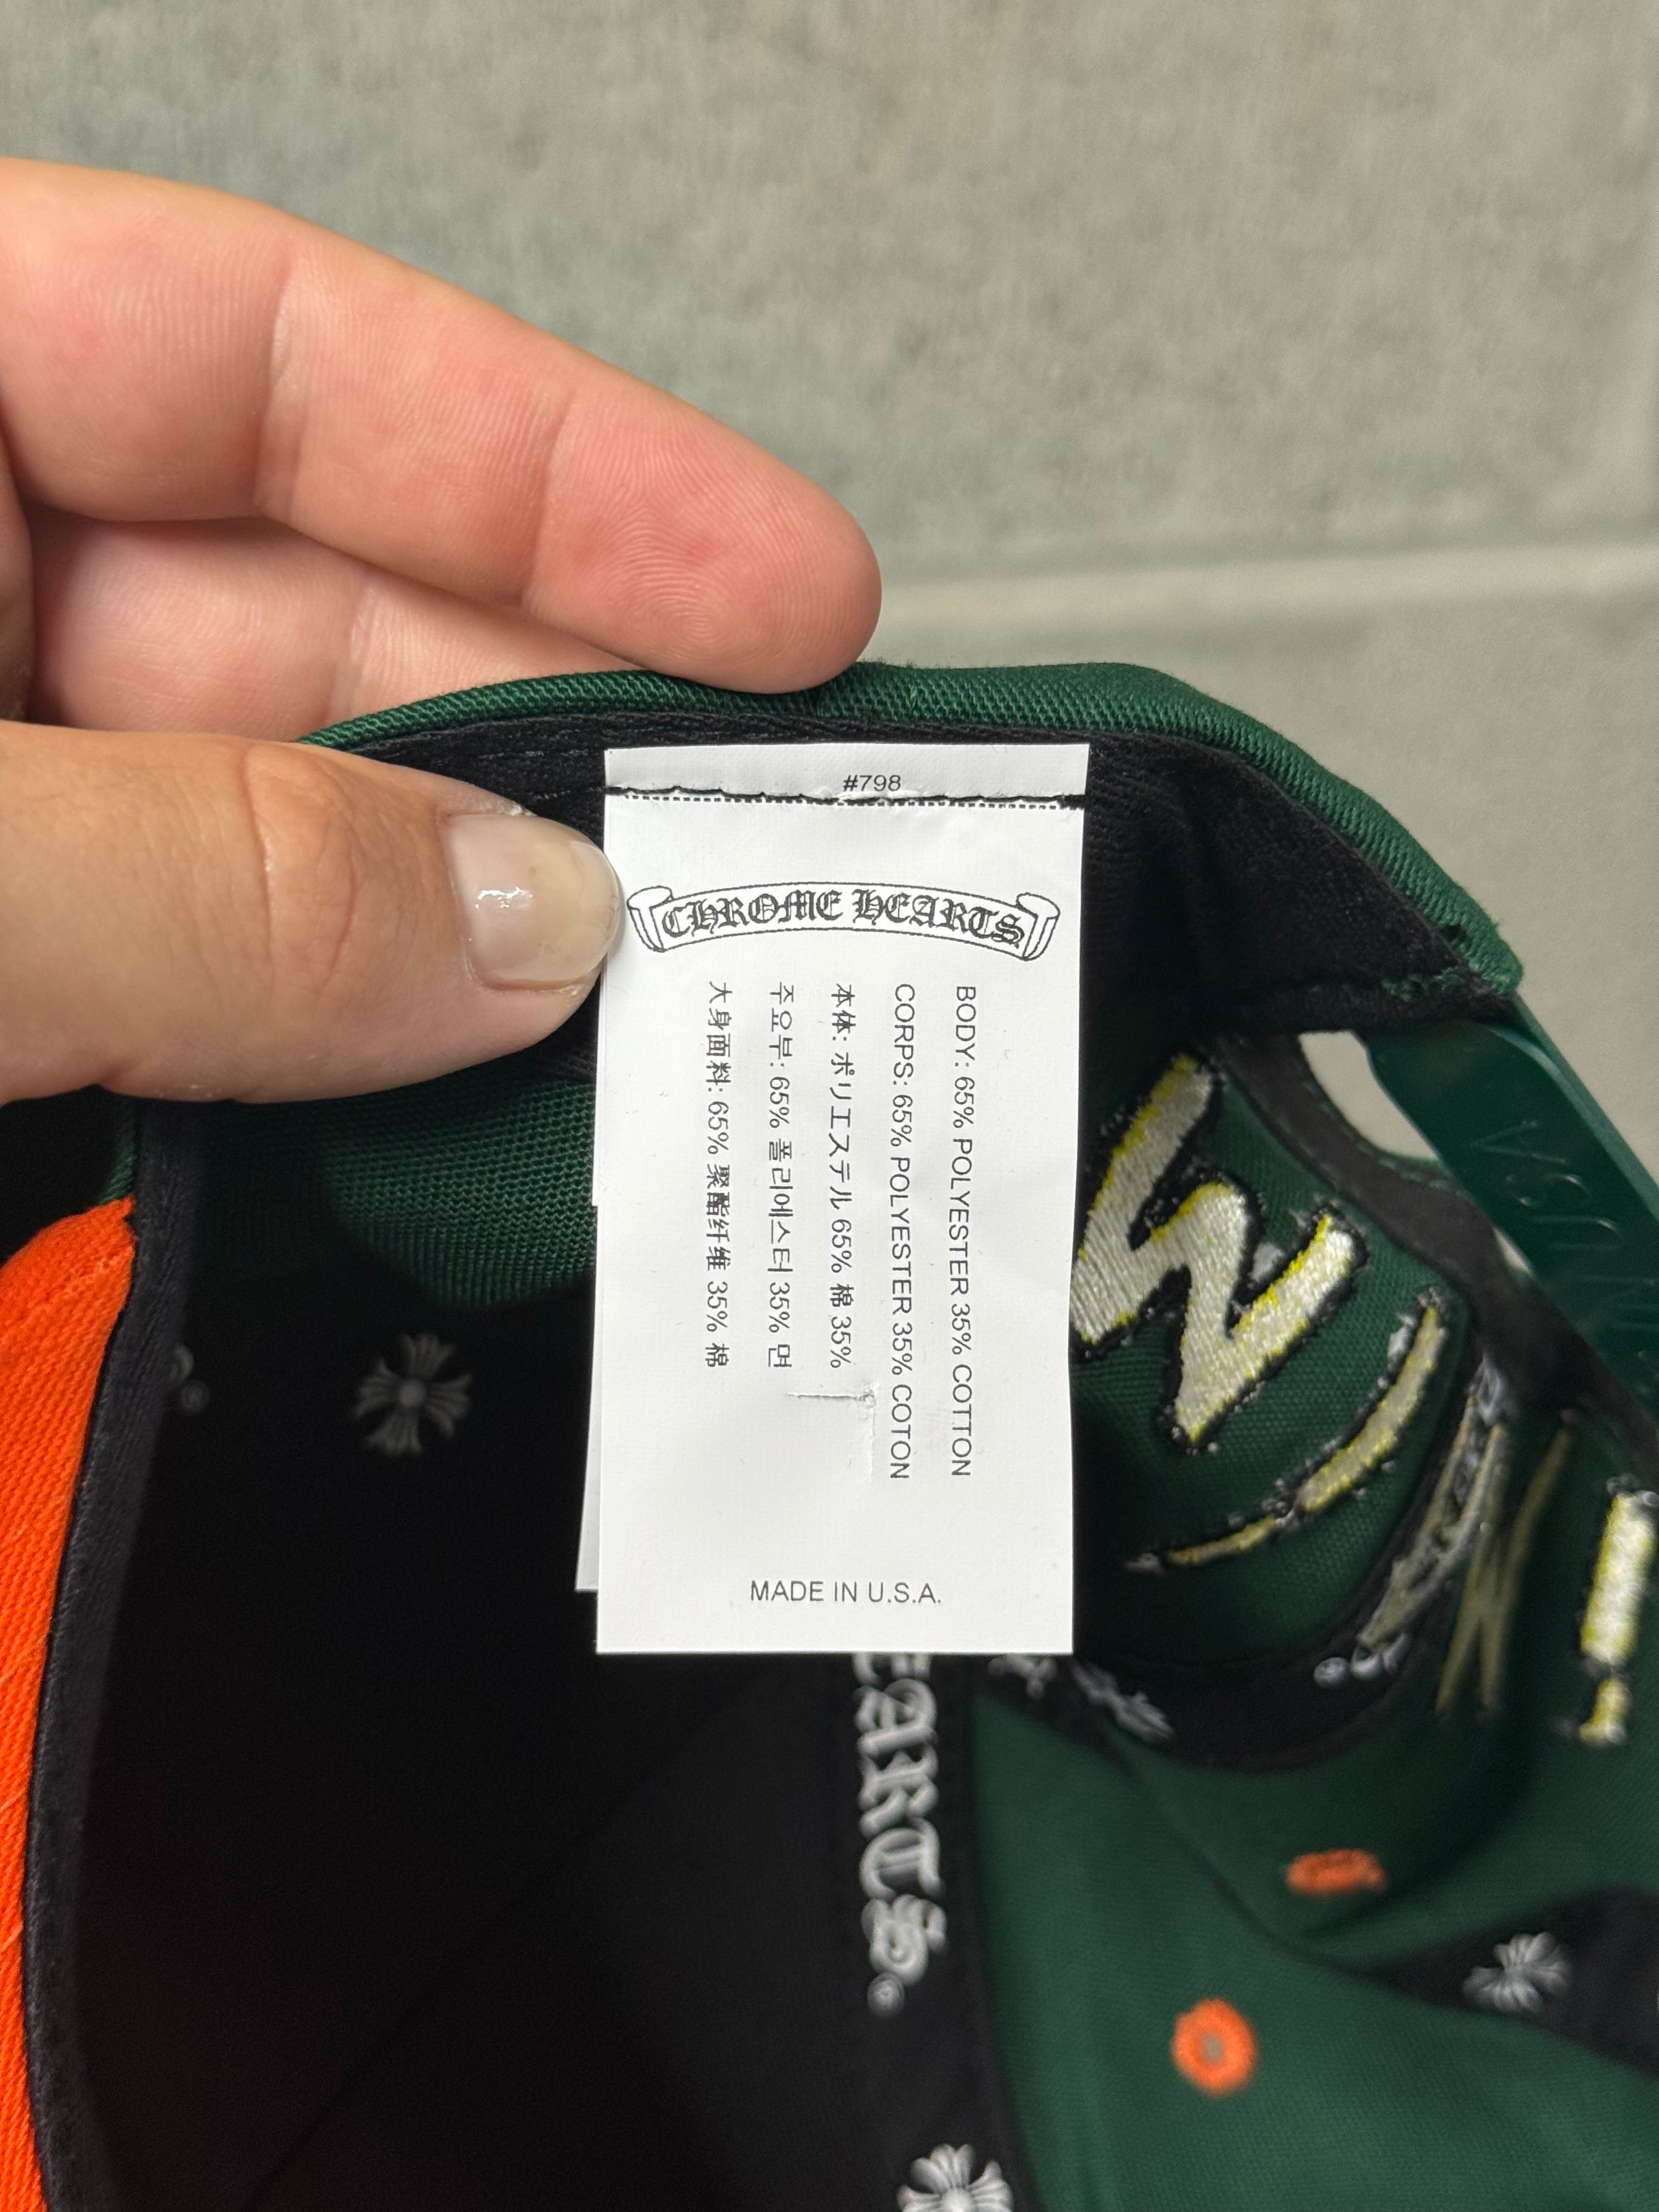 #798
CHROME HEARTS
BODY: 65% POLYESTER 35% COTTON
CORPS: 65% POLYESTER 35% COTON
本体: ポリエステル 65% 棉 35%
주요부: 65% 폴리에스터 35% 면
大身面料: 65% 聚酯纤维 35% 棉
MADE IN U.S.A.
EARTS®